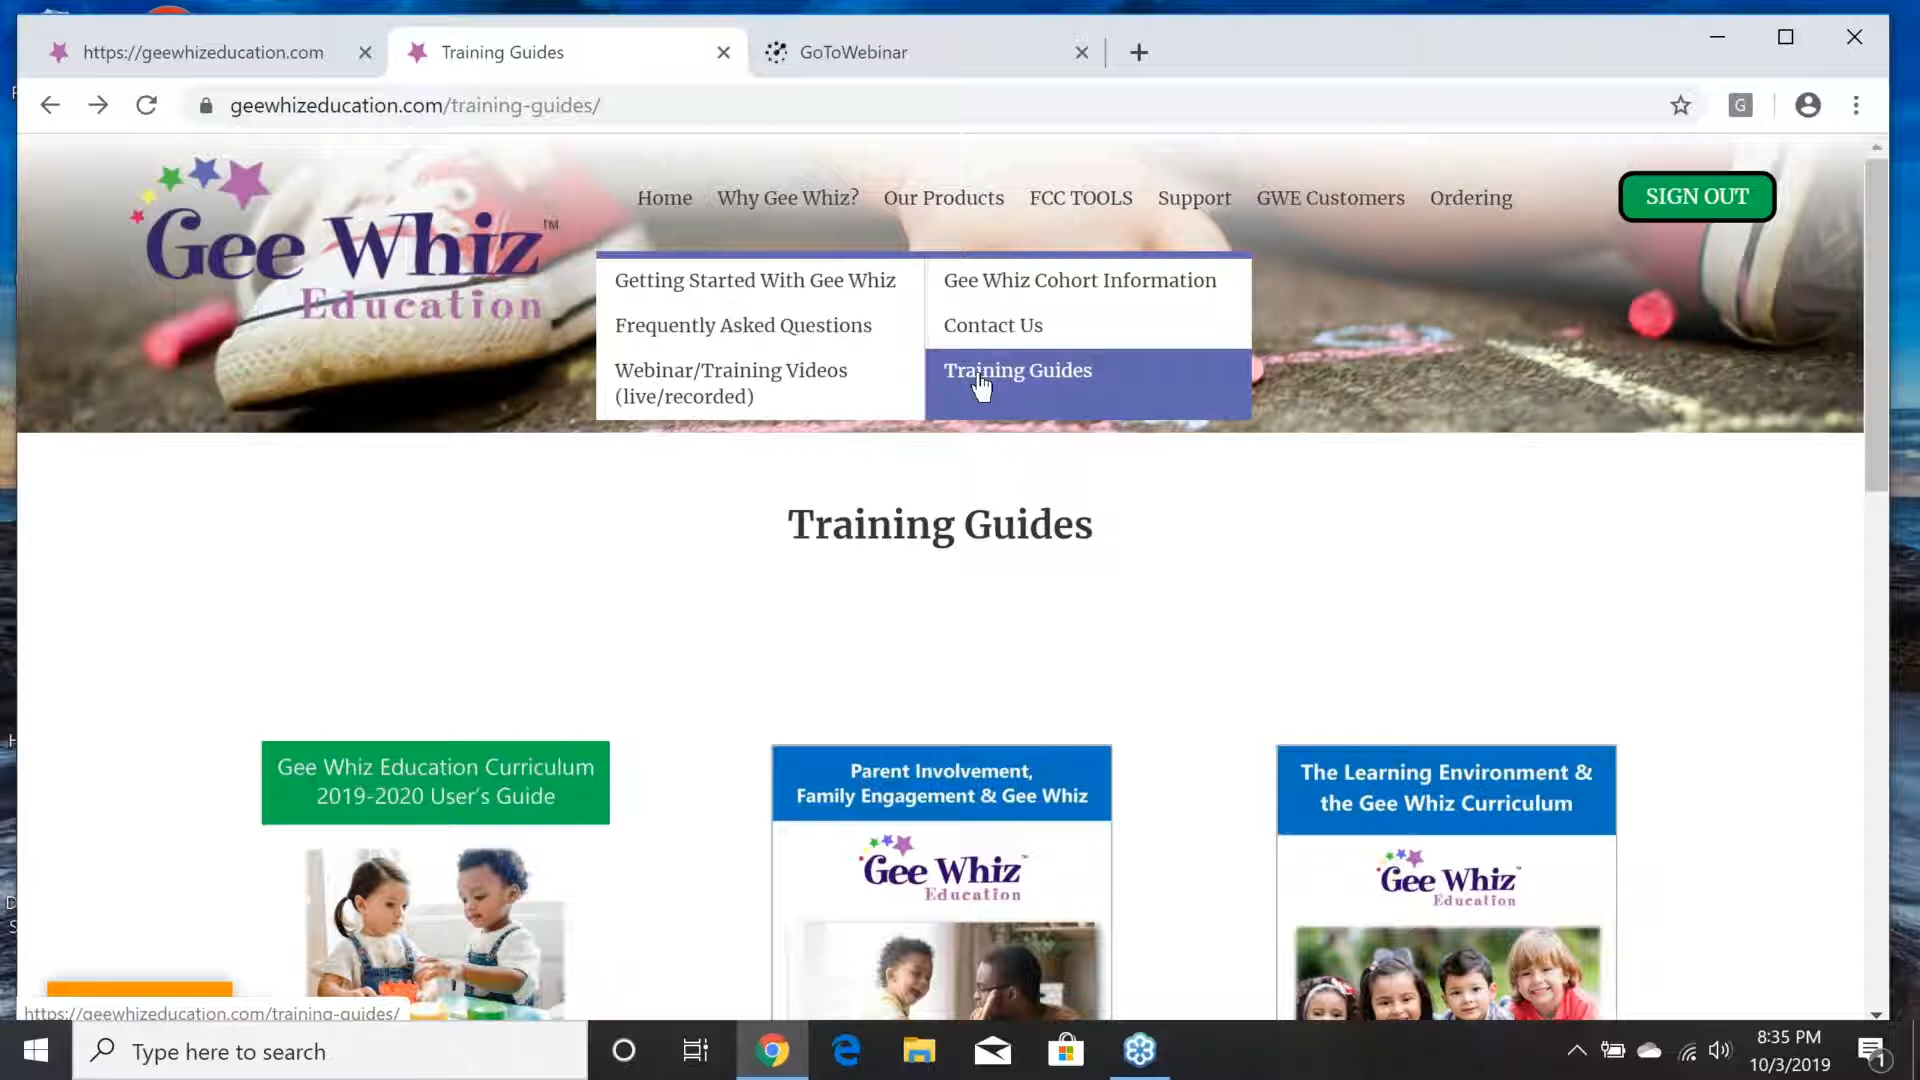 https://geewhizeducation.com
Training Guides
GoToWebinar
geewhizeducation.com/training-guides/
G
Gee Whiz™
Education
Home
Why Gee Whiz?
Our Products
FCC TOOLS
Support
GWE Customers
Ordering
SIGN OUT
Getting Started With Gee Whiz
Gee Whiz Cohort Information
Frequently Asked Questions
Contact Us
Webinar/Training Videos
(live/recorded)
Training Guides
Training Guides
Gee Whiz Education Curriculum
2019-2020 User's Guide
Parent Involvement,
Family Engagement & Gee Whiz
Gee Whiz
Education
The Learning Environment &
the Gee Whiz Curriculum
Gee Whiz
Education
https://geewhizeducation.com/training-guides/
Type here to search
8:35 PM
10/3/2019
1